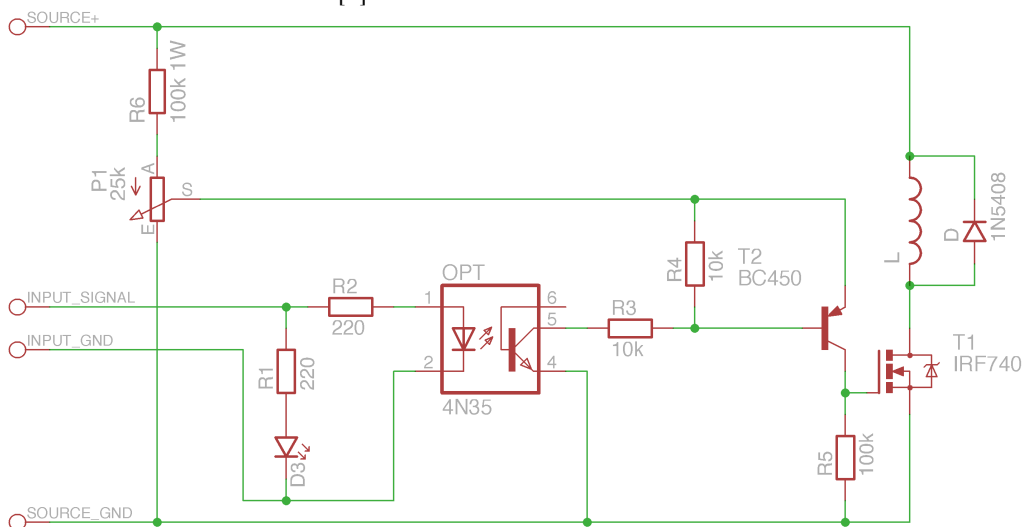 [ ]
SOURCE+
R6
100k 1W
P1
25k
A
S
E
INPUT_SIGNAL
INPUT_GND
R2
220
R1
220
D3
OPT
1
2
6
5
4
4N35
R3
10k
R4
10k
T2
BC450
L
D
1N5408
T1
IRF740
R5
100k
SOURCE_GND